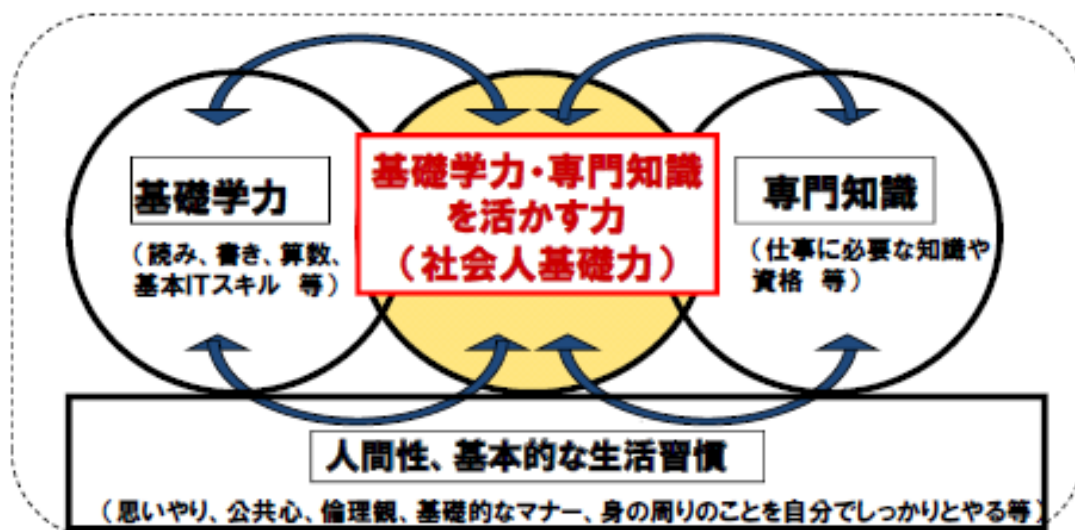 基礎学力
(読み、書き、算数、
基本ITスキル 等)
基礎学力・専門知識
を活かす力
(社会人基礎力)
専門知識
(仕事に必要な知識や
資格 等)
人間性、基本的な生活習慣
(思いやり、公共心、倫理観、基礎的なマナー、身の周りのことを自分でしっかりとやる等)